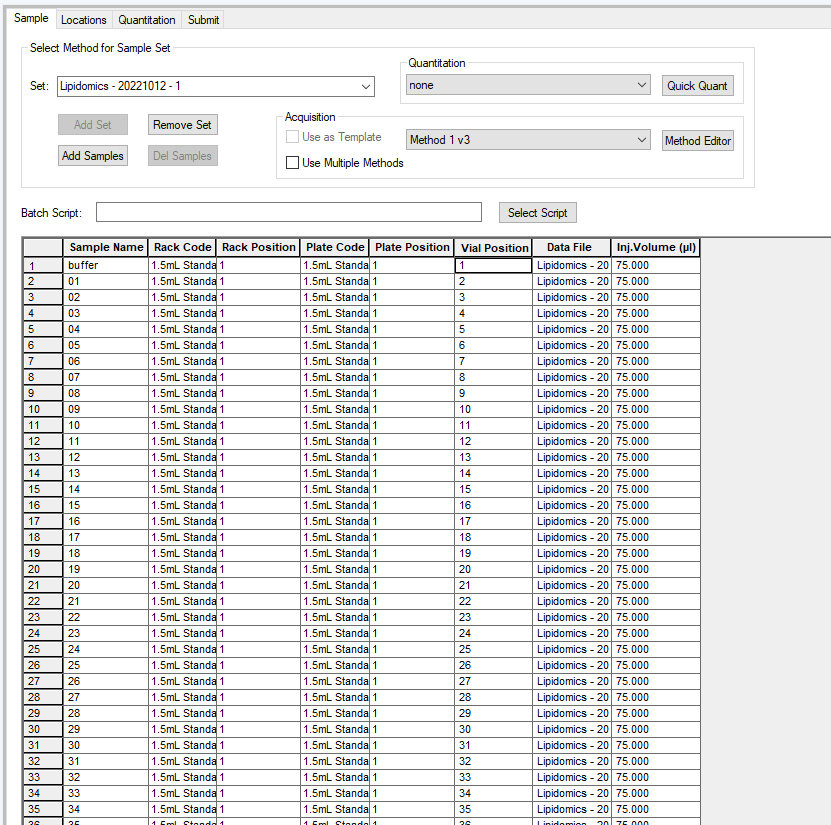 Sample Locations Quantitation Submit
Select Method for Sample Set
Set: Lipidomics - 20221012 - 1
Quantitation
none Quick Quant
Add Set Remove Set
Add Samples Del Samples
Acquisition
Use as Template Method 1 v3 Method Editor
Use Multiple Methods
Batch Script: Select Script
Sample Name Rack Code Rack Position Plate Code Plate Position Vial Position Data File Inj.Volume (µl)
1 buffer 1.5mL Standa 1 1.5mL Standa 1 1 Lipidomics - 20 75.000
2 01 1.5mL Standa 1 1.5mL Standa 1 2 Lipidomics - 20 75.000
3 02 1.5mL Standa 1 1.5mL Standa 1 3 Lipidomics - 20 75.000
4 03 1.5mL Standa 1 1.5mL Standa 1 4 Lipidomics - 20 75.000
5 04 1.5mL Standa 1 1.5mL Standa 1 5 Lipidomics - 20 75.000
6 05 1.5mL Standa 1 1.5mL Standa 1 6 Lipidomics - 20 75.000
7 06 1.5mL Standa 1 1.5mL Standa 1 7 Lipidomics - 20 75.000
8 07 1.5mL Standa 1 1.5mL Standa 1 8 Lipidomics - 20 75.000
9 08 1.5mL Standa 1 1.5mL Standa 1 9 Lipidomics - 20 75.000
10 09 1.5mL Standa 1 1.5mL Standa 1 10 Lipidomics - 20 75.000
11 10 1.5mL Standa 1 1.5mL Standa 1 11 Lipidomics - 20 75.000
12 11 1.5mL Standa 1 1.5mL Standa 1 12 Lipidomics - 20 75.000
13 12 1.5mL Standa 1 1.5mL Standa 1 13 Lipidomics - 20 75.000
14 13 1.5mL Standa 1 1.5mL Standa 1 14 Lipidomics - 20 75.000
15 14 1.5mL Standa 1 1.5mL Standa 1 15 Lipidomics - 20 75.000
16 15 1.5mL Standa 1 1.5mL Standa 1 16 Lipidomics - 20 75.000
17 16 1.5mL Standa 1 1.5mL Standa 1 17 Lipidomics - 20 75.000
18 17 1.5mL Standa 1 1.5mL Standa 1 18 Lipidomics - 20 75.000
19 18 1.5mL Standa 1 1.5mL Standa 1 19 Lipidomics - 20 75.000
20 19 1.5mL Standa 1 1.5mL Standa 1 20 Lipidomics - 20 75.000
21 20 1.5mL Standa 1 1.5mL Standa 1 21 Lipidomics - 20 75.000
22 21 1.5mL Standa 1 1.5mL Standa 1 22 Lipidomics - 20 75.000
23 22 1.5mL Standa 1 1.5mL Standa 1 23 Lipidomics - 20 75.000
24 23 1.5mL Standa 1 1.5mL Standa 1 24 Lipidomics - 20 75.000
25 24 1.5mL Standa 1 1.5mL Standa 1 25 Lipidomics - 20 75.000
26 25 1.5mL Standa 1 1.5mL Standa 1 26 Lipidomics - 20 75.000
27 26 1.5mL Standa 1 1.5mL Standa 1 27 Lipidomics - 20 75.000
28 27 1.5mL Standa 1 1.5mL Standa 1 28 Lipidomics - 20 75.000
29 28 1.5mL Standa 1 1.5mL Standa 1 29 Lipidomics - 20 75.000
30 29 1.5mL Standa 1 1.5mL Standa 1 30 Lipidomics - 20 75.000
31 30 1.5mL Standa 1 1.5mL Standa 1 31 Lipidomics - 20 75.000
32 31 1.5mL Standa 1 1.5mL Standa 1 32 Lipidomics - 20 75.000
33 32 1.5mL Standa 1 1.5mL Standa 1 33 Lipidomics - 20 75.000
34 33 1.5mL Standa 1 1.5mL Standa 1 34 Lipidomics - 20 75.000
35 34 1.5mL Standa 1 1.5mL Standa 1 35 Lipidomics - 20 75.000
36 35 1.5mL Standa 1 1.5mL Standa 1 36 Lipidomics - 20 75.000